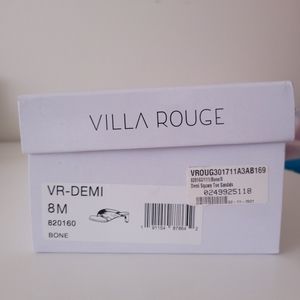 VILLA ROUGE
VR-DEMI
8M
820160
BONE
VROUG301711A3A8169
Demi Square Toe Sandals
0249925118